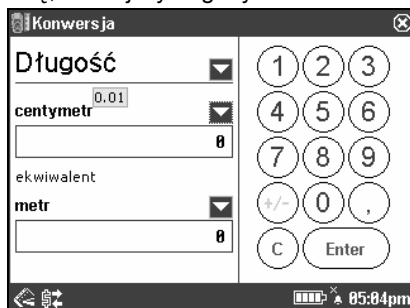 Konwersja
Długość
0.01
centymetr
0
ekwiwalent
metr
0
1 2 3
4 5 6
7 8 9
+/- 0 ,
C Enter
05:04pm